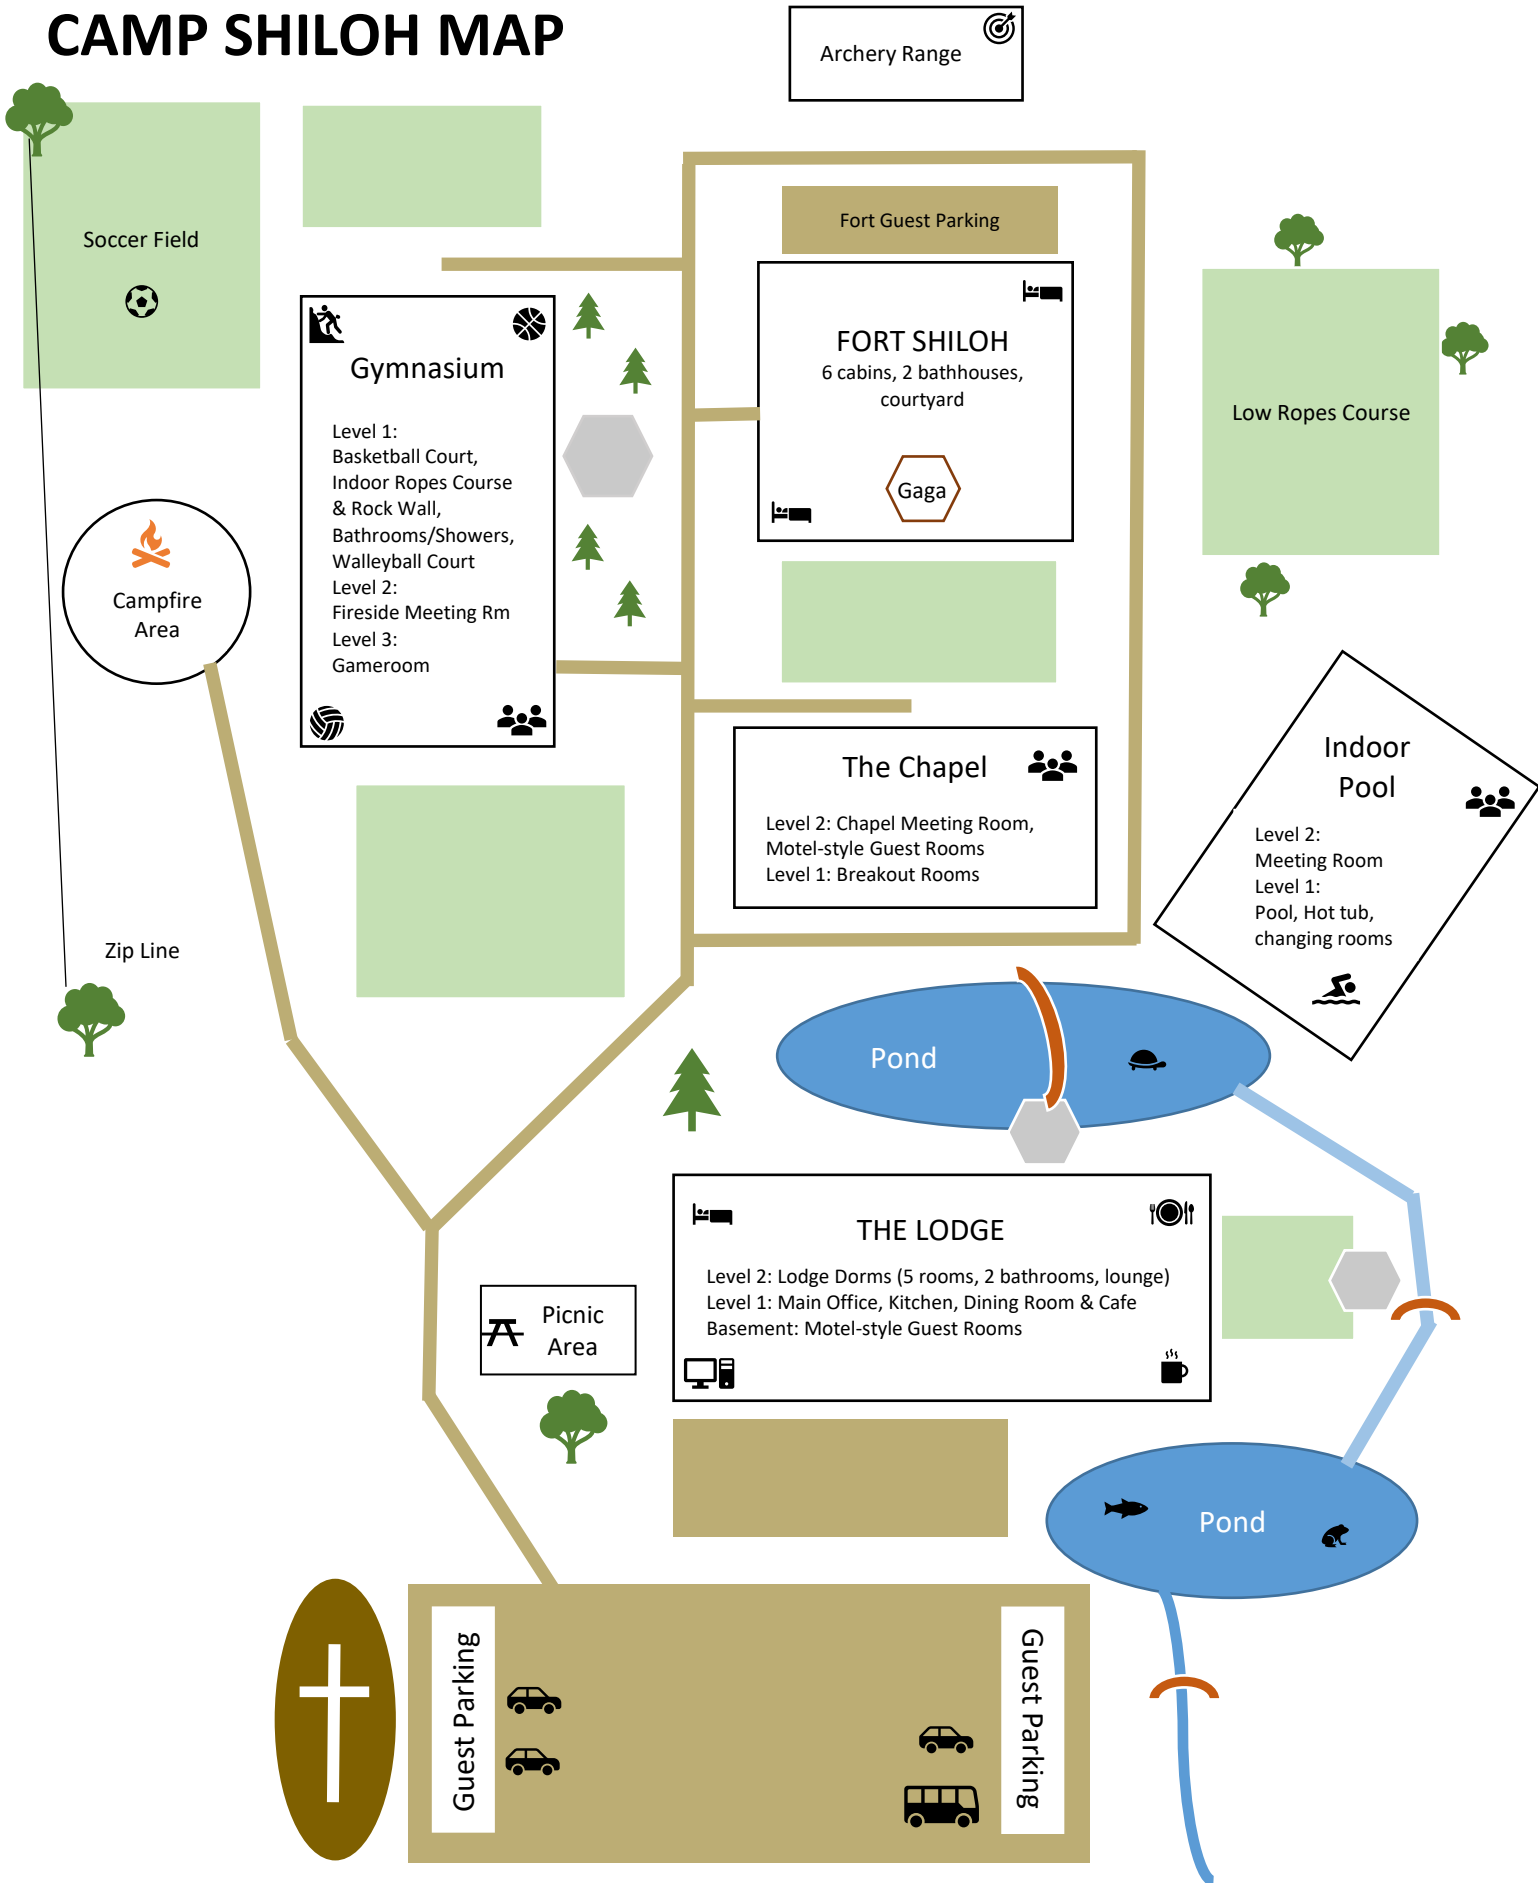 CAMP SHILOH MAP
Archery Range
Soccer Field
Fort Guest Parking
FORT SHILOH
6 cabins, 2 bathhouses,
courtyard
Gaga
Gymnasium
Level 1:
Basketball Court,
Indoor Ropes Course
& Rock Wall,
Bathrooms/Showers,
Walleyball Court
Level 2:
Fireside Meeting Rm
Level 3:
Gameroom
Low Ropes Course
Campfire
Area
The Chapel
Level 2: Chapel Meeting Room,
Motel-style Guest Rooms
Level 1: Breakout Rooms
Indoor
Pool
Level 2:
Meeting Room
Level 1:
Pool, Hot tub,
changing rooms
Zip Line
Pond
THE LODGE
Level 2: Lodge Dorms (5 rooms, 2 bathrooms, lounge)
Level 1: Main Office, Kitchen, Dining Room & Cafe
Basement: Motel-style Guest Rooms
Picnic
Area
Pond
Guest Parking
Guest Parking